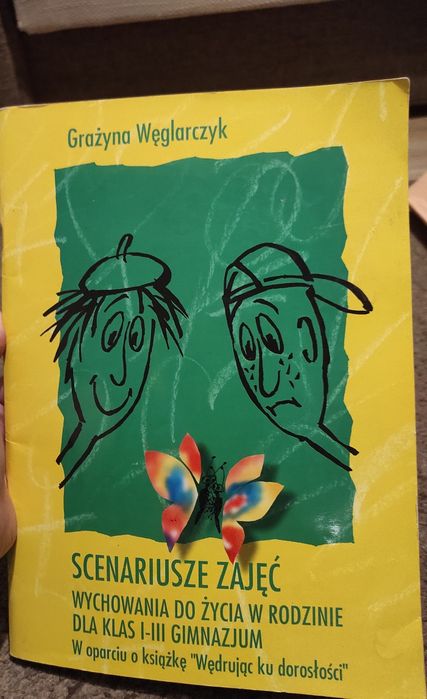 Grażyna Węglarczyk
SCENARIUSZE ZAJĘĆ
WYCHOWANIA DO ŻYCIA W RODZINIE
DLA KLAS I-III GIMNAZJUM
W oparciu o książkę "Wędrując ku dorosłości"